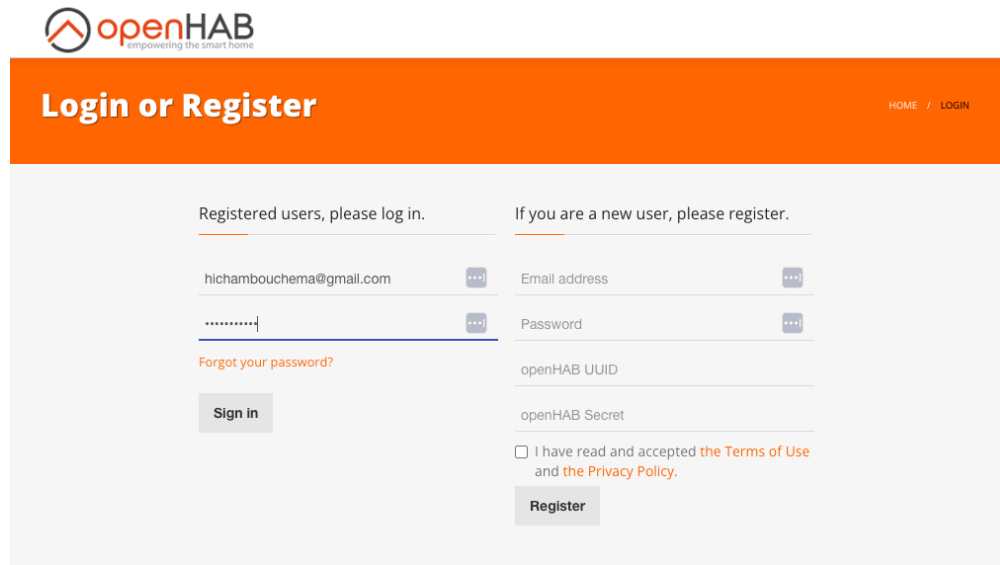 openHAB
empowering the smart home
Login or Register
HOME / LOGIN
Registered users, please log in.
hichambouchema@gmail.com
•••••••••••
Forgot your password?
Sign in
If you are a new user, please register.
Email address
Password
openHAB UUID
openHAB Secret
I have read and accepted the Terms of Use
and the Privacy Policy.
Register